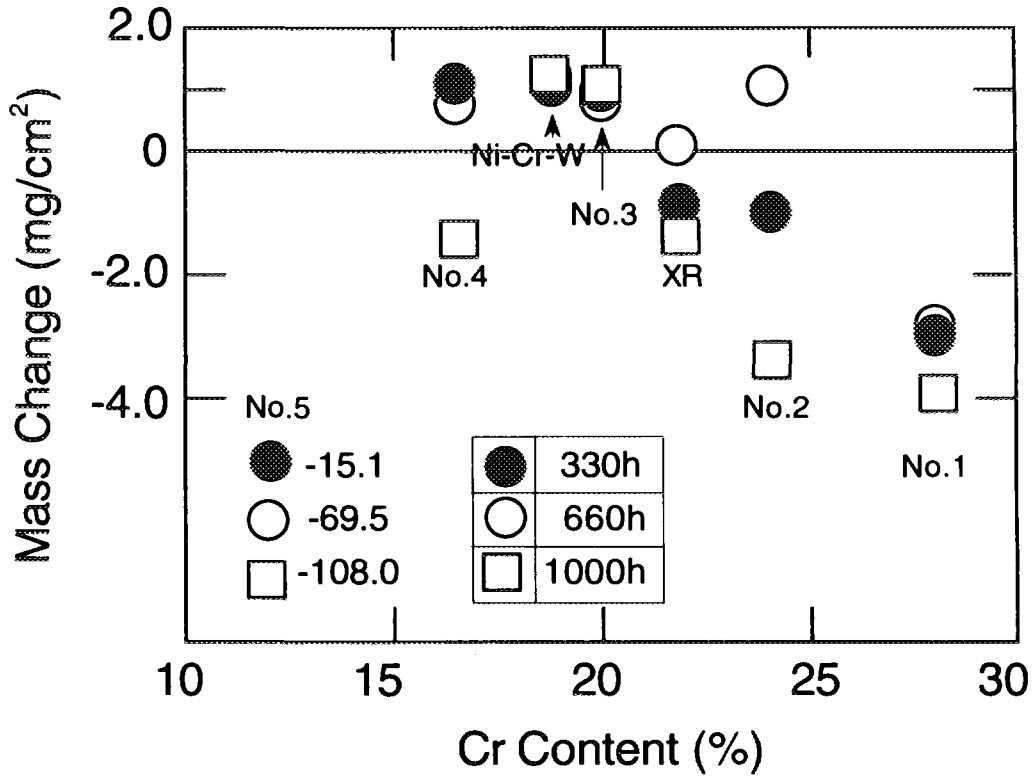 2.0
0
-2.0
-4.0
Mass Change (mg/cm²)
Ni-Cr-W
No.3
No.4
XR
No.5
No.2
No.1
-15.1
-69.5
-108.0
330h
660h
1000h
10 15 20 25 30
Cr Content (%)